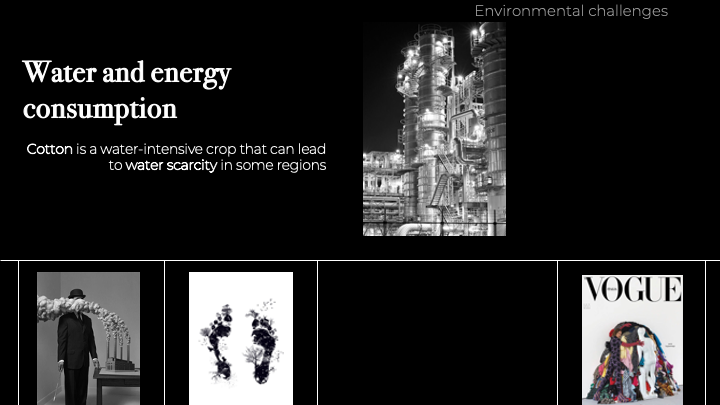 Environmental challenges
Water and energy
consumption
Cotton is a water-intensive crop that can lead
to water scarcity in some regions
VOGUE